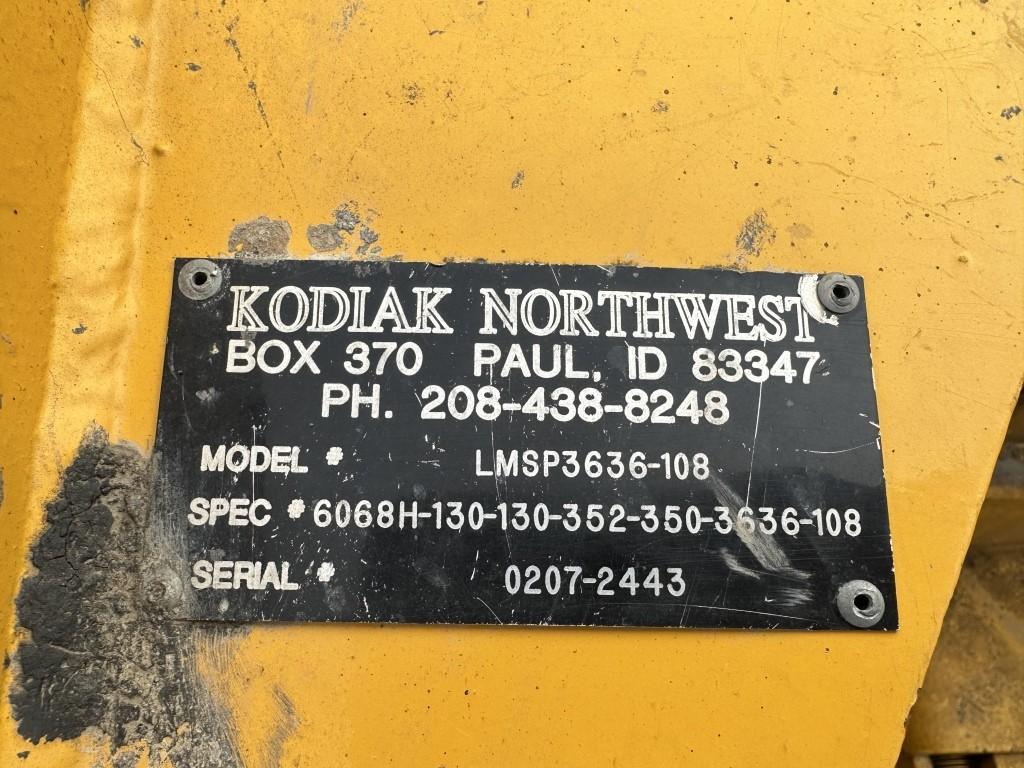 KODIAK NORTHWEST
BOX 370 PAUL, ID 83347
PH. 208-438-8248
MODEL # LMSP3636-108
SPEC # 6068H-130-130-352-350-3636-108
SERIAL # 0207-2443